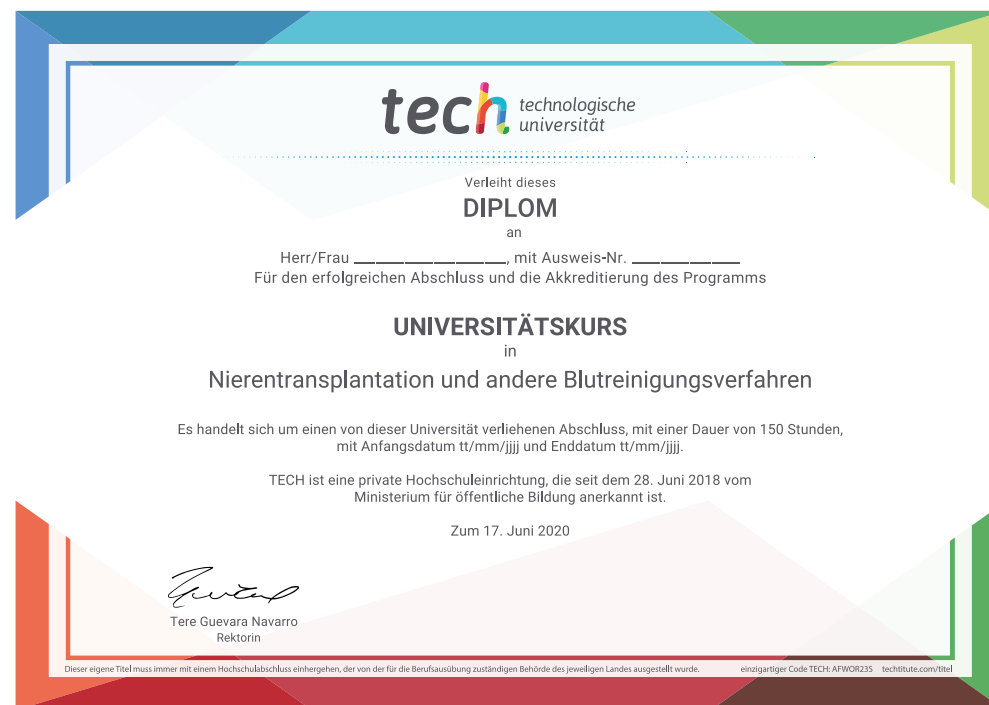 tech technologische
universität
Verleiht dieses
DIPLOM
an
Herr/Frau ____________, mit Ausweis-Nr. ________
Für den erfolgreichen Abschluss und die Akkreditierung des Programms
UNIVERSITÄTSKURS
in
Nierentransplantation und andere Blutreinigungsverfahren
Es handelt sich um einen von dieser Universität verliehenen Abschluss, mit einer Dauer von 150 Stunden,
mit Anfangsdatum tt/mm/jjjj und Enddatum tt/mm/jjjj.
TECH ist eine private Hochschuleinrichtung, die seit dem 28. Juni 2018 vom
Ministerium für öffentliche Bildung anerkannt ist.
Zum 17. Juni 2020
Tere Guevara Navarro
Rektorin
Dieser eigene Titel muss immer mit einem Hochschulabschluss einhergehen, der von der für die Berufsausübung zuständigen Behörde des jeweiligen Landes ausgestellt wurde. einzigartiger Code TECH: AFWOR23S techtitute.com/titel